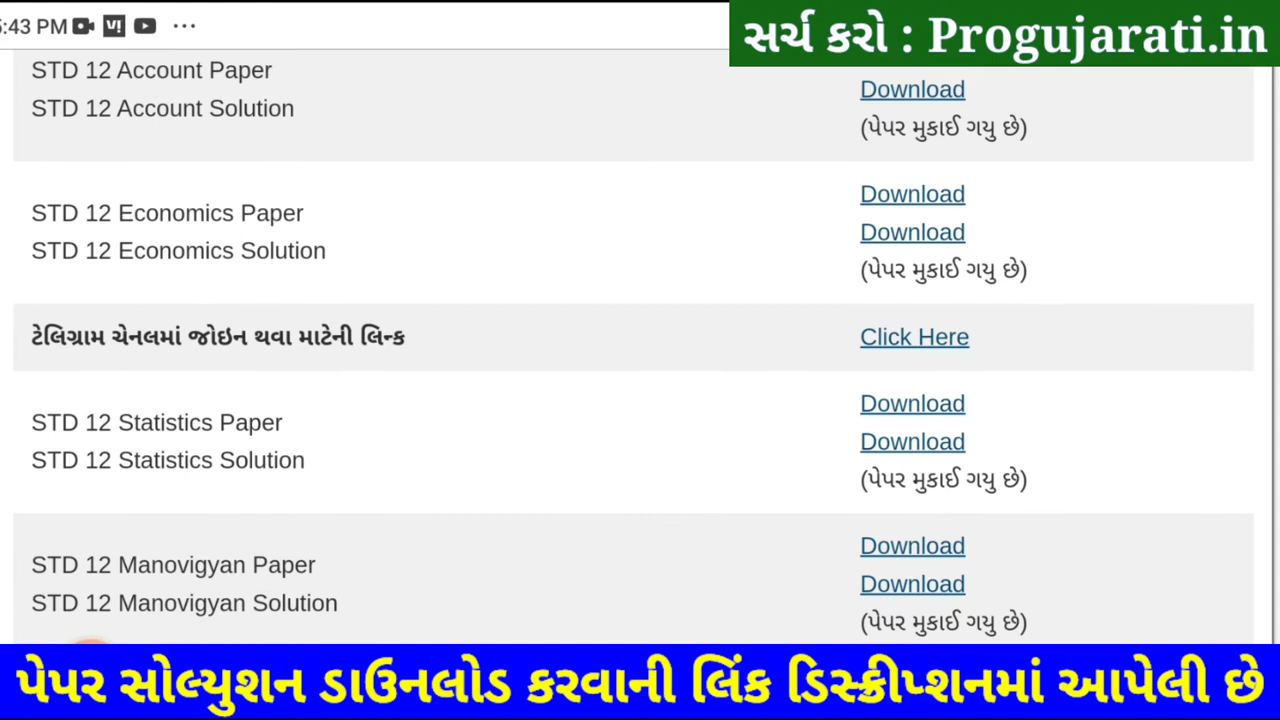 :43 PM
સર્ચ કરો : Progujarati.in
STD 12 Account Paper
STD 12 Account Solution
Download
(પેપર મુકાઈ ગયુ છે)
STD 12 Economics Paper
STD 12 Economics Solution
Download
Download
(પેપર મુકાઈ ગયુ છે)
ટેલિગ્રામ ચેનલમાં જોઇન થવા માટેની લિન્ક
Click Here
STD 12 Statistics Paper
STD 12 Statistics Solution
Download
Download
(પેપર મુકાઈ ગયુ છે)
STD 12 Manovigyan Paper
STD 12 Manovigyan Solution
Download
Download
(પેપર મુકાઈ ગયુ છે)
પેપર સોલ્યુશન ડાઉનલોડ કરવાની લિંક ડિસ્ક્રીપ્શનમાં આપેલી છે